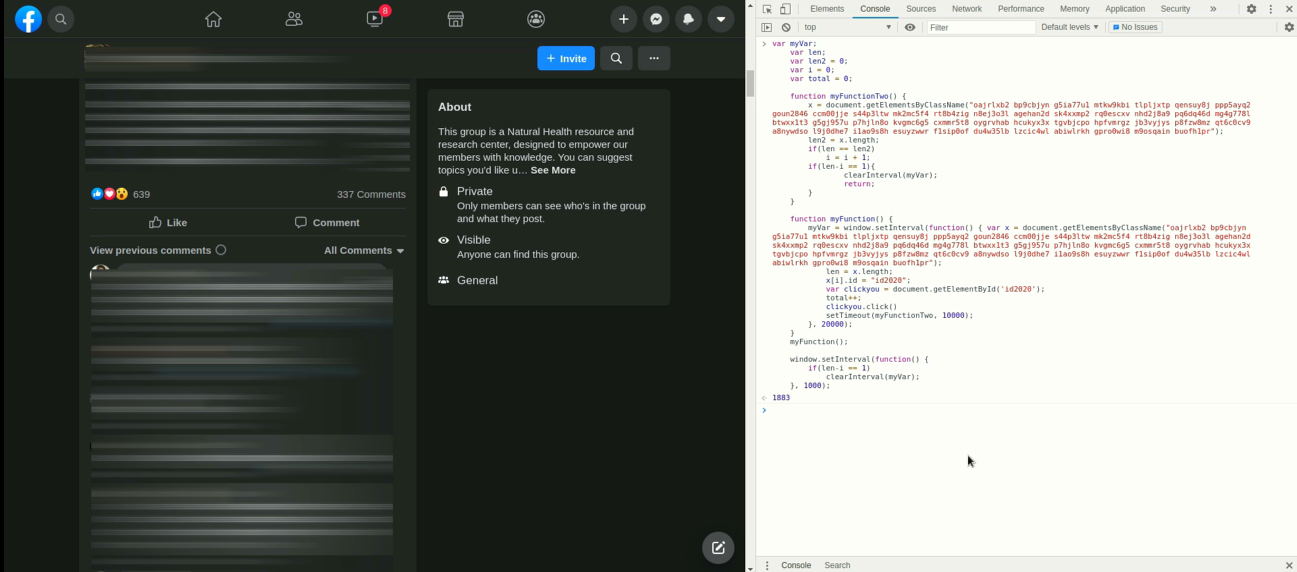 8
Invite
639
337 Comments
Like
Comment
View previous comments
All Comments
About
This group is a Natural Health resource and
research center, designed to empower our
members with knowledge. You can suggest
topics you'd like u… See More
Private
Only members can see who's in the group
and what they post.
Visible
Anyone can find this group.
General
Elements
Console
Sources
Network
Performance
Memory
Application
Security
top
Filter
Default levels
No Issues
var myVar;
var len;
var len2 = 0;
var i = 0;
var total = 0;
function myFunctionTwo() {
x = document.getElementsByClassName("oajrlxb2 bp9cbjyn g5ia77u1 mtkw9kbi tlpljxtp qensuy8j ppp5ayq2
goun2846 ccm00jje s44p3ltw mk2mc5f4 rt8b4zig n8ej3o3l agehan2d sk4xxmp2 rq0escxv nhd2j8a9 pq6dq46d mg4g778l
btwxx1t3 g5gj957u p7hjln8o kvgmc6g5 cxmmr5t8 oygrvhab hcukyx3x tgvbjcpo hpfvmrgz jb3vyjys p8fzw8mz qt6c0cv9
a8nywdso l9j0dhe7 i1ao9s8h esuyzwwr f1sip0of du4w35lb lzcic4wl abiwlrkh gpro0wi8 m9osqain buofh1pr");
len2 = x.length;
if(len == len2)
i = i + 1;
if(len-i == 1){
clearInterval(myVar);
return;
}
}
function myFunction() {
myVar = window.setInterval(function() { var x = document.getElementsByClassName("oajrlxb2 bp9cbjyn
g5ia77u1 mtkw9kbi tlpljxtp qensuy8j ppp5ayq2 goun2846 ccm00jje s44p3ltw mk2mc5f4 rt8b4zig n8ej3o3l agehan2d
sk4xxmp2 rq0escxv nhd2j8a9 pq6dq46d mg4g778l btwxx1t3 g5gj957u p7hjln8o kvgmc6g5 cxmmr5t8 oygrvhab hcukyx3x
tgvbjcpo hpfvmrgz jb3vyjys p8fzw8mz qt6c0cv9 a8nywdso l9j0dhe7 i1ao9s8h esuyzwwr f1sip0of du4w35lb lzcic4wl
abiwlrkh gpro0wi8 m9osqain buofh1pr");
len = x.length;
x[i].id = "id2020";
var clickyou = document.getElementById('id2020');
total++;
clickyou.click()
setTimeout(myFunctionTwo, 10000);
}, 20000);
}
myFunction();
window.setInterval(function() {
if(len-i == 1)
clearInterval(myVar);
}, 1000);
1883
Console
Search